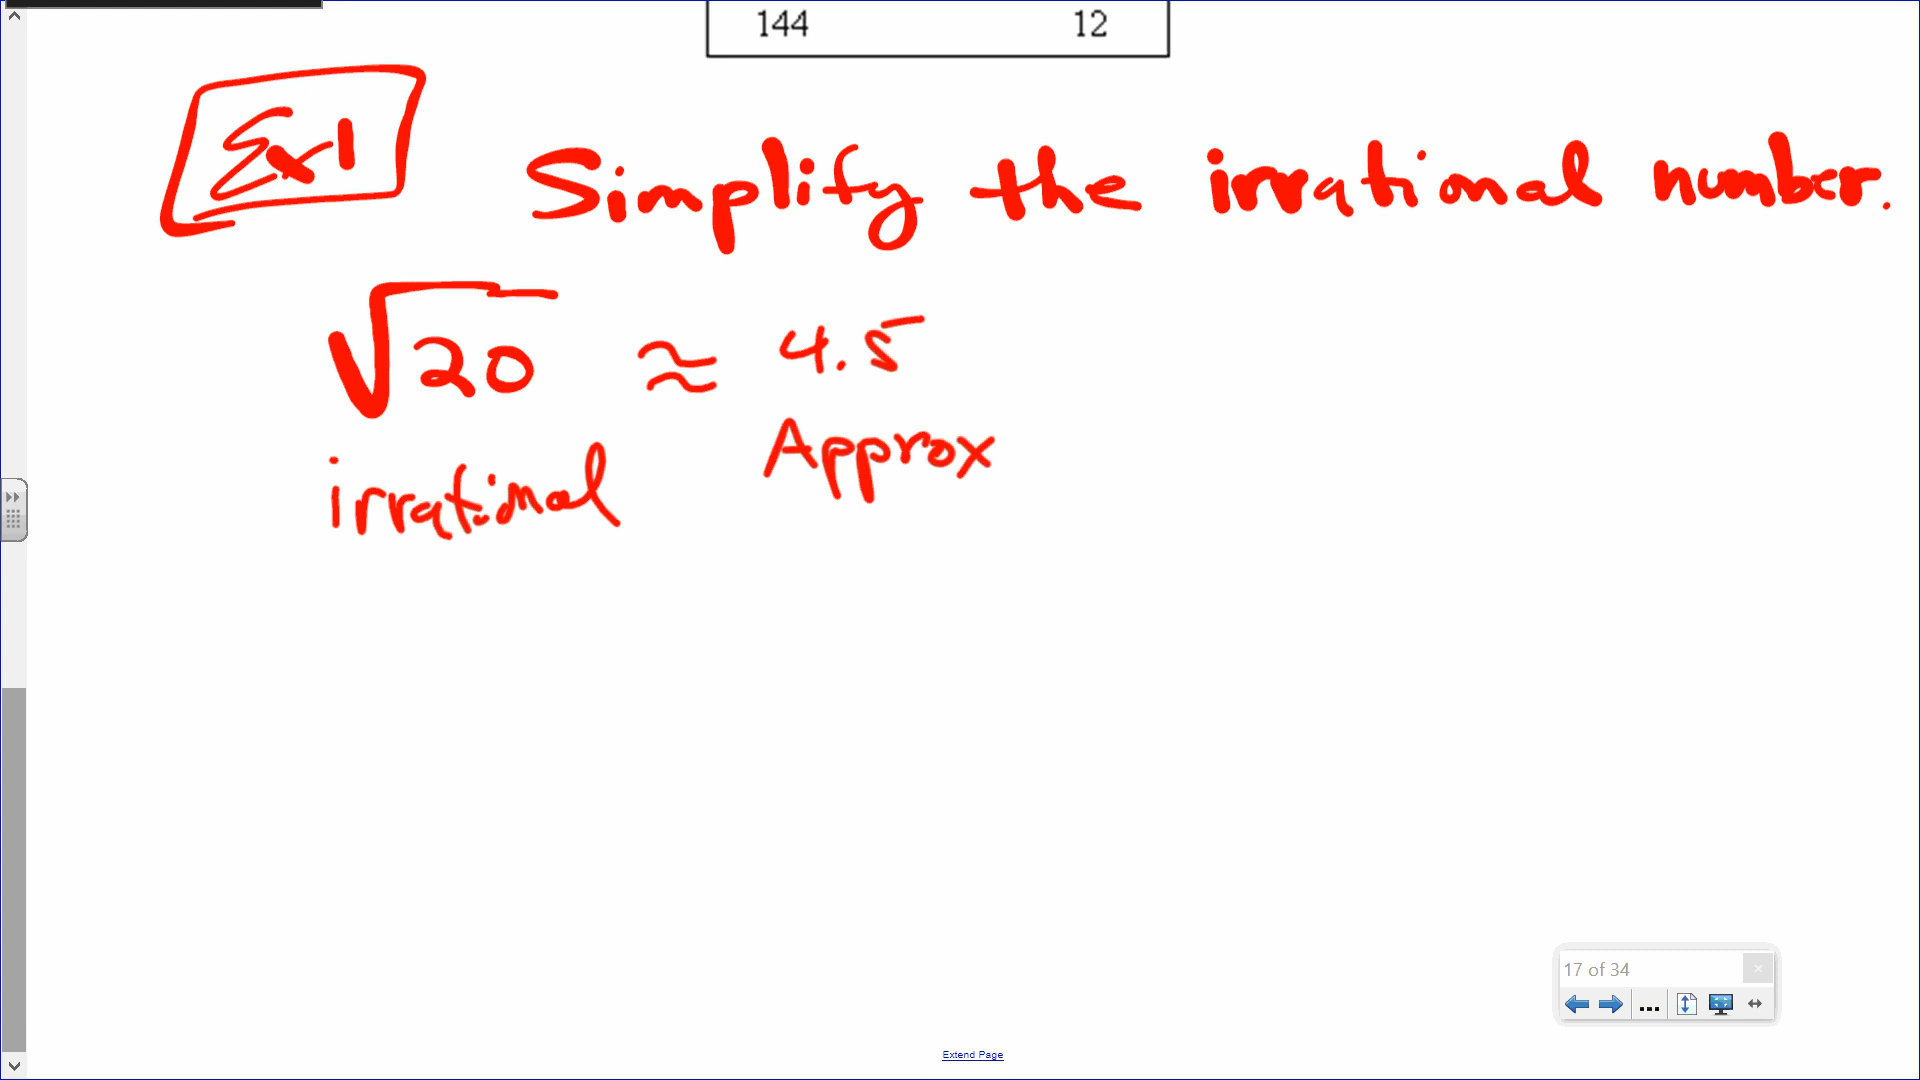 144 12
Ex1
Simplify the irrational number.
√20 ≈ 4.5
irrational Approx
17 of 34
Extend Page